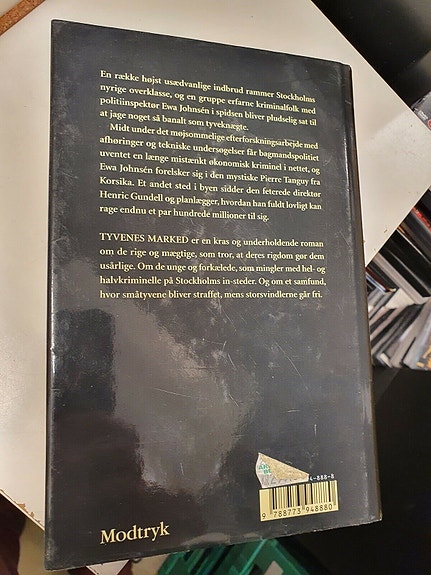 En række højst usædvanlige indbrud rammer Stockholms
nyrige overklasse, og en gruppe erfarne kriminalfolk med
politiinspektør Ewa Johnsén i spidsen bliver pludselig sat til
at jage noget så banalt som tyveknægte.
Midt under det møjsommelige efterforskningsarbejde med
afhøringer og tekniske undersøgelser får bagmandspolitiet
uventet en længe mistænkt økonomisk kriminel i nettet, og
Ewa Johnsén forelsker sig i den mystiske Pierre Tanguy fra
Korsika. Et andet sted i byen sidder den feterede direktør
Henric Gundell og planlægger, hvordan han fuldt lovligt kan
rage endnu et par hundrede millioner til sig.
TYVENES MARKED er en kras og underholdende roman
om de rige og mægtige, som tror, at deres rigdom gør dem
usårlige. Om de unge og forkælede, som mingler med hel- og
halvkriminelle på Stockholms in-steder. Og om et samfund,
hvor småtyvene bliver straffet, mens storsvindlerne går fri.
4-888-8
9 788773 948880
Modtryk